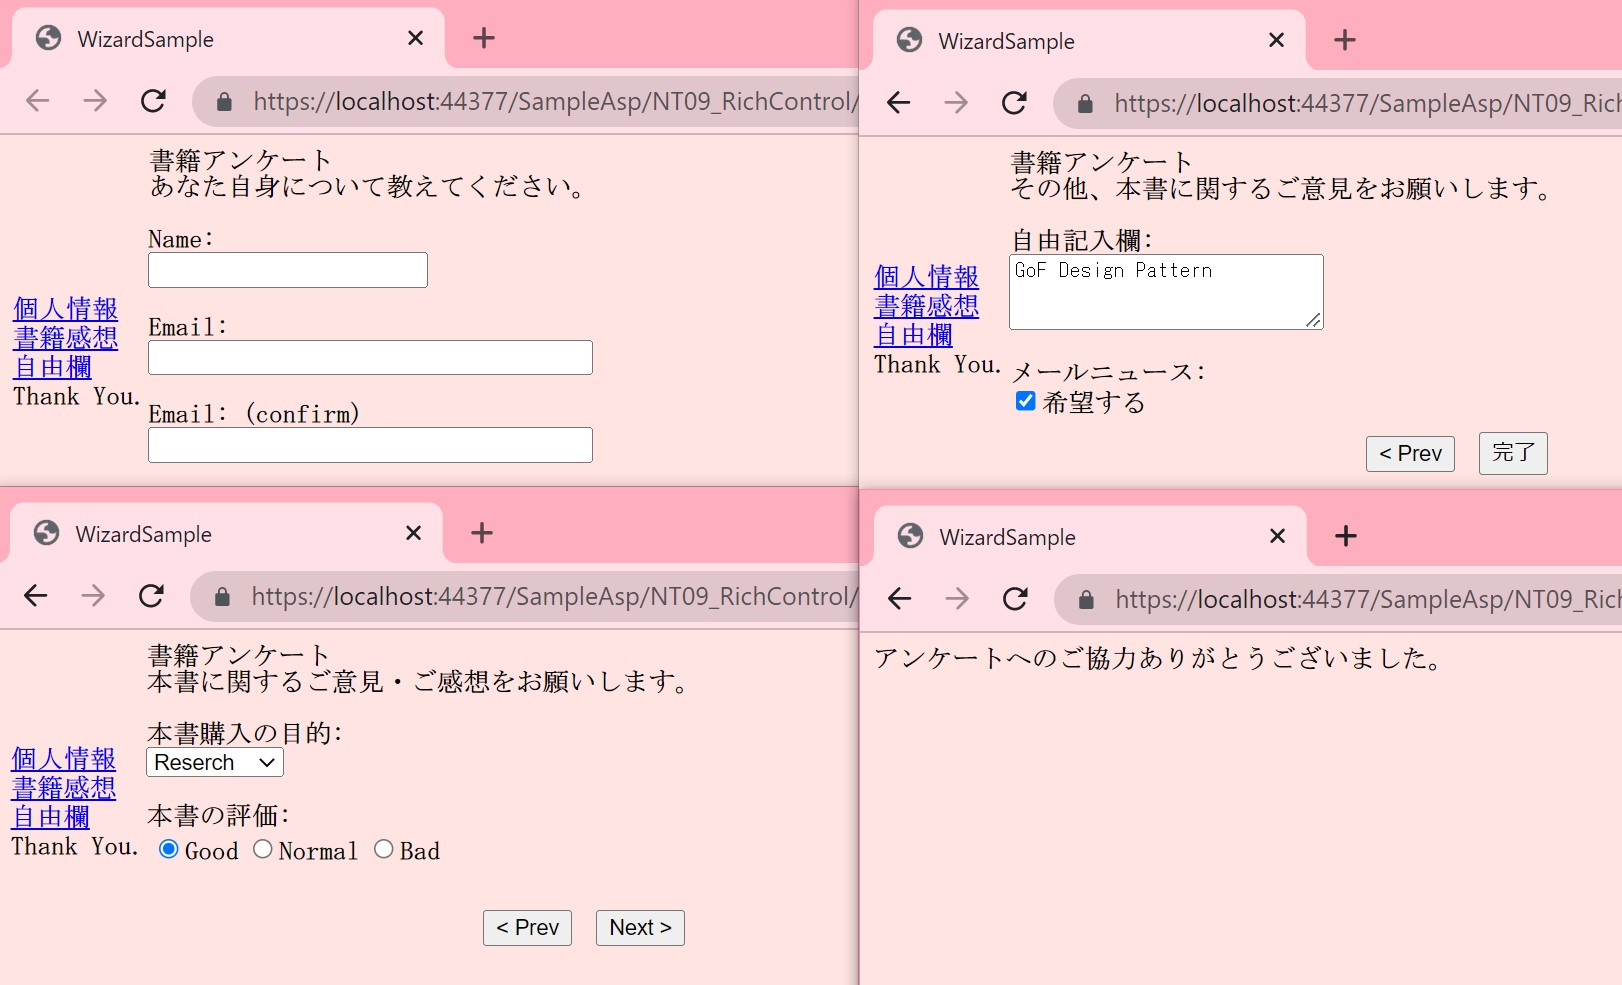 WizardSample
https://localhost:44377/SampleAsp/NT09_RichControl/
書籍アンケート
あなた自身について教えてください。
Name:
Email:
Email: (confirm)
個人情報
書籍感想
自由欄
Thank You.
WizardSample
https://localhost:44377/SampleAsp/NT09_Rich
書籍アンケート
その他、本書に関するご意見をお願いします。
自由記入欄:
GoF Design Pattern
メールニュース:
希望する
< Prev
完了
個人情報
書籍感想
自由欄
Thank You.
WizardSample
https://localhost:44377/SampleAsp/NT09_RichControl/
書籍アンケート
本書に関するご意見・ご感想をお願いします。
本書購入の目的:
Reserch
本書の評価:
Good Normal Bad
< Prev
Next >
個人情報
書籍感想
自由欄
Thank You.
WizardSample
https://localhost:44377/SampleAsp/NT09_Rich
アンケートへのご協力ありがとうございました。